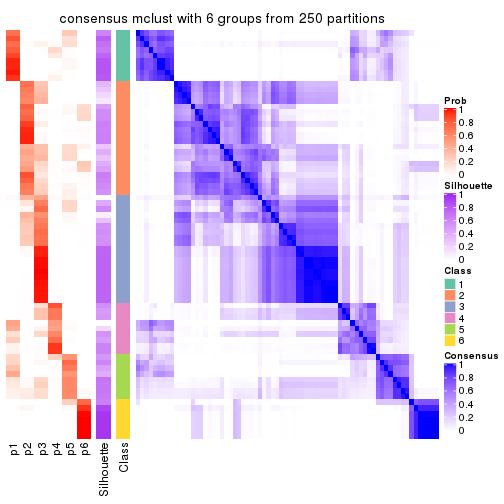 consensus mclust with 6 groups from 250 partitions
Prob
1
0.8
0.6
0.4
0.2
0
Silhouette
1
0.8
0.6
0.4
0.2
0
Class
1
2
3
4
5
6
Consensus
1
0.8
0.6
0.4
0.2
0
p1
p2
p3
p4
p5
p6
Silhouette
Class